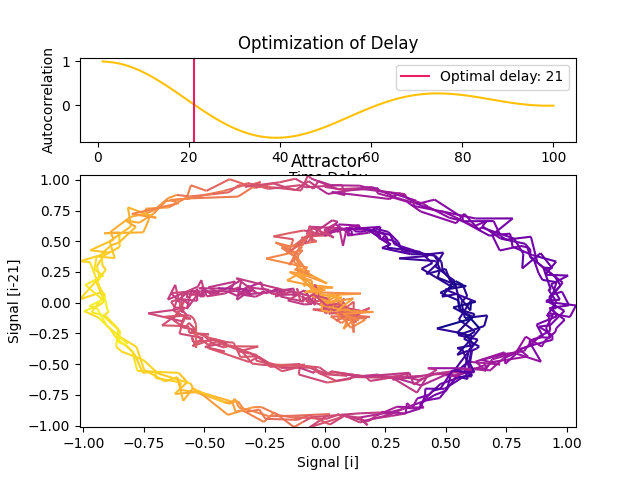 Optimization of Delay
Autocorrelation
1
0
Optimal delay: 21
0 20 40 60 80 100
Time Delay
Attractor
Signal [i-21]
1.00
0.75
0.50
0.25
0.00
−0.25
−0.50
−0.75
−1.00
−1.00 −0.75 −0.50 −0.25 0.00 0.25 0.50 0.75 1.00
Signal [i]